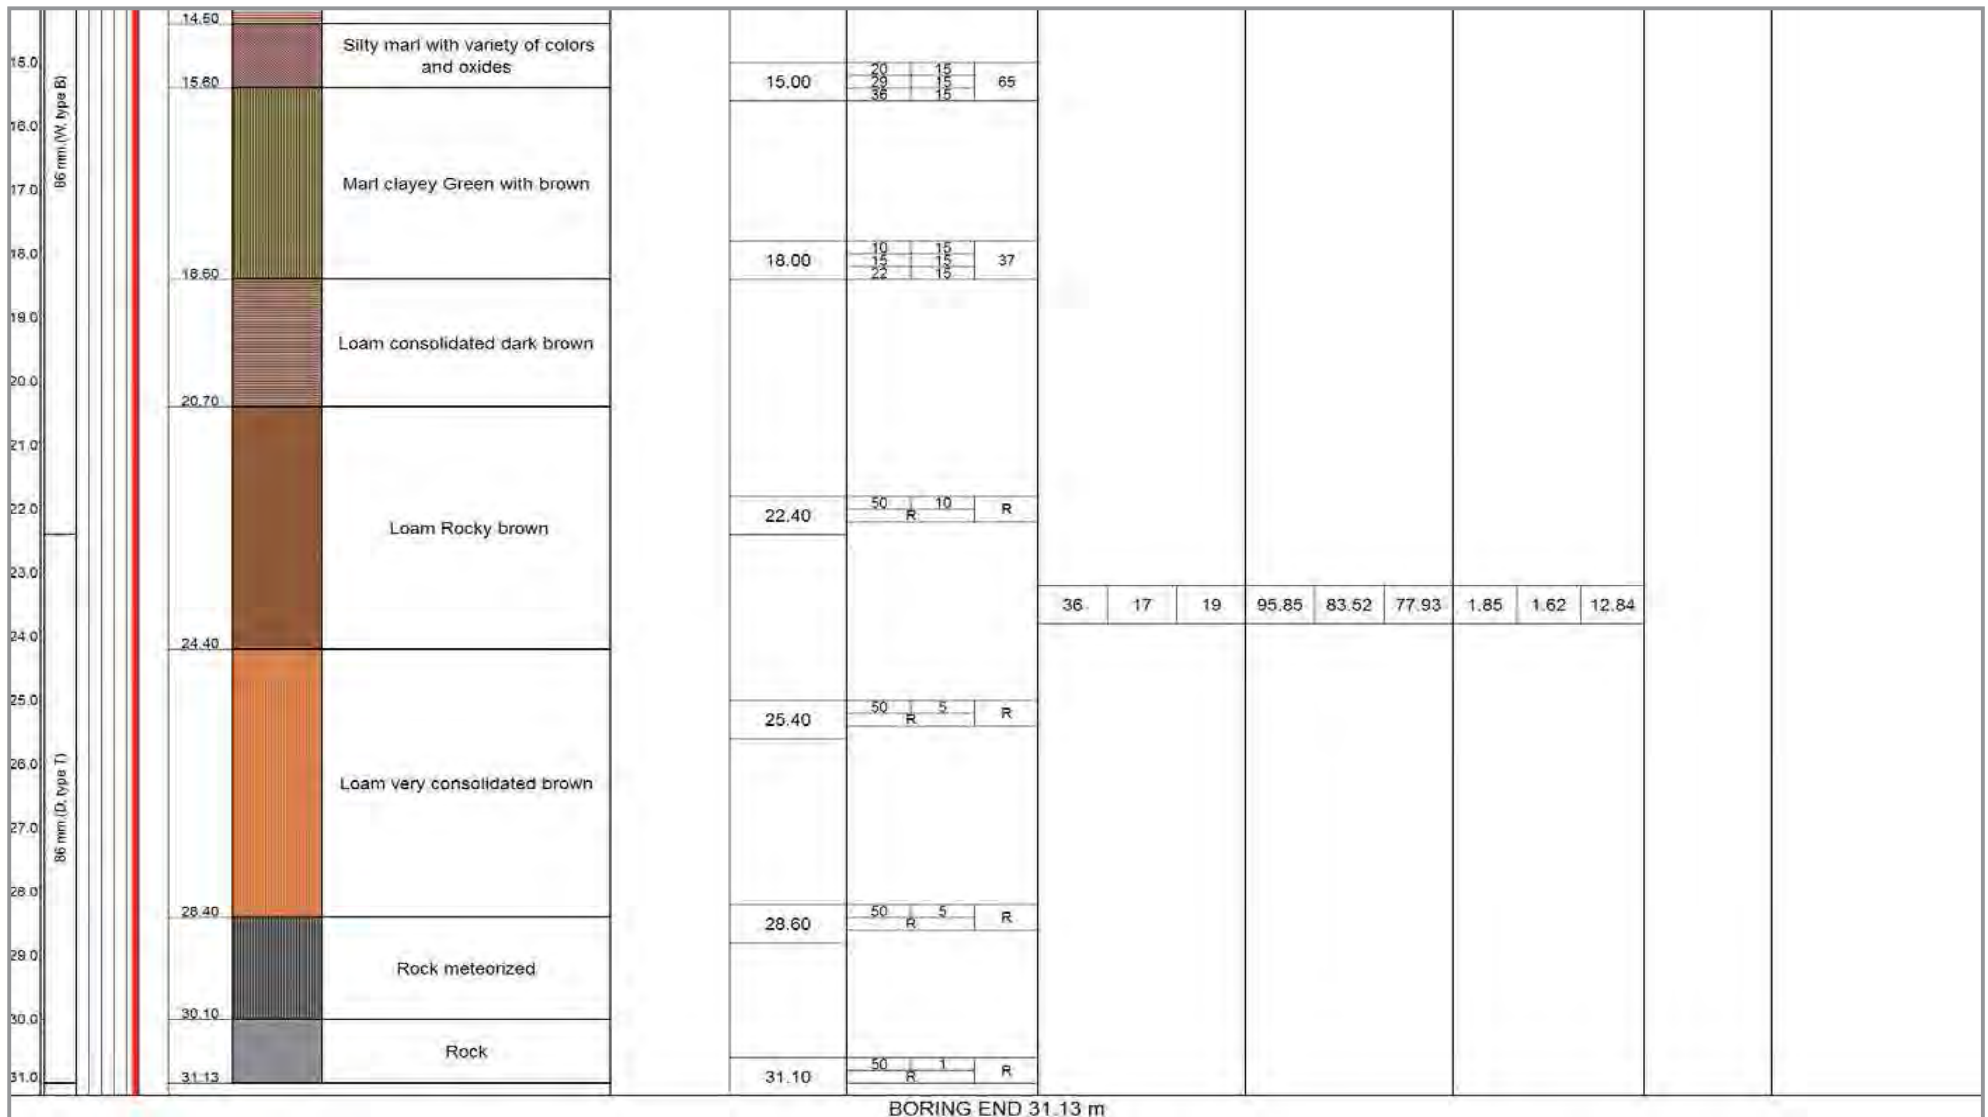 14.50
Silty marl with variety of colors
and oxides
15.0
15.60
15.00
20 15
29 15
36 15
65
86 mm.(W, type B)
16.0
17.0
Marl clayey Green with brown
18.0
18.60
18.00
10 15
15 15
22 15
37
19.0
Loam consolidated dark brown
20.0
20.70
21.0
22.0
22.40
50 10
R
R
Loam Rocky brown
23.0
36 17 19 95.85 83.52 77.93 1.85 1.62 12.84
24.0
24.40
25.0
25.40
50 5
R
R
26.0
86 mm.(D, type T)
Loam very consolidated brown
27.0
28.0
28.40
28.60
50 5
R
R
29.0
Rock meteorized
30.0
30.10
Rock
31.0
31.13
31.10
50 1
R
R
BORING END 31.13 m